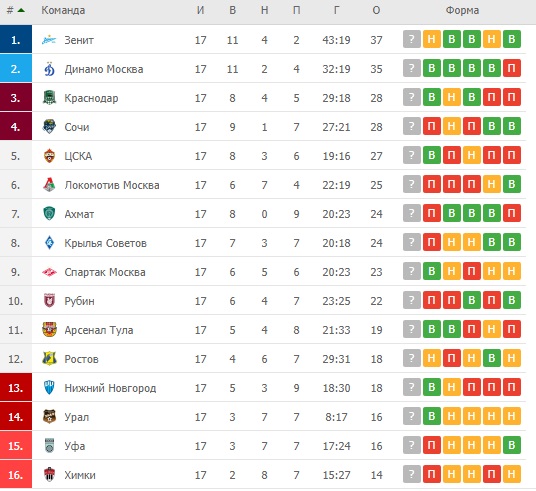 # Команда И В Н П Г О Форма
1. Зенит 17 11 4 2 43:19 37 ? Н В В Н В
2. Динамо Москва 17 11 2 4 32:19 35 ? В В В В П
3. Краснодар 17 8 4 5 29:18 28 ? В Н В П П
4. Сочи 17 9 1 7 27:21 28 ? П Н П В В
5. ЦСКА 17 8 3 6 19:16 27 ? В П Н П П
6. Локомотив Москва 17 6 7 4 22:19 25 ? П П П Н В
7. Ахмат 17 8 0 9 20:23 24 ? П В В В П
8. Крылья Советов 17 7 3 7 20:18 24 ? П Н Н В В
9. Спартак Москва 17 6 5 6 20:23 23 ? В Н П Н Н
10. Рубин 17 6 4 7 23:25 22 ? П П В П В
11. Арсенал Тула 17 5 4 8 21:33 19 ? В В П Н П
12. Ростов 17 4 6 7 29:31 18 ? Н П Н В Н
13. Нижний Новгород 17 5 3 9 18:30 18 ? В Н П П П
14. Урал 17 3 7 7 8:17 16 ? В Н Н Н Н
15. Уфа 17 3 7 7 17:24 16 ? П Н Н Н В
16. Химки 17 2 8 7 15:27 14 ? П Н Н П Н